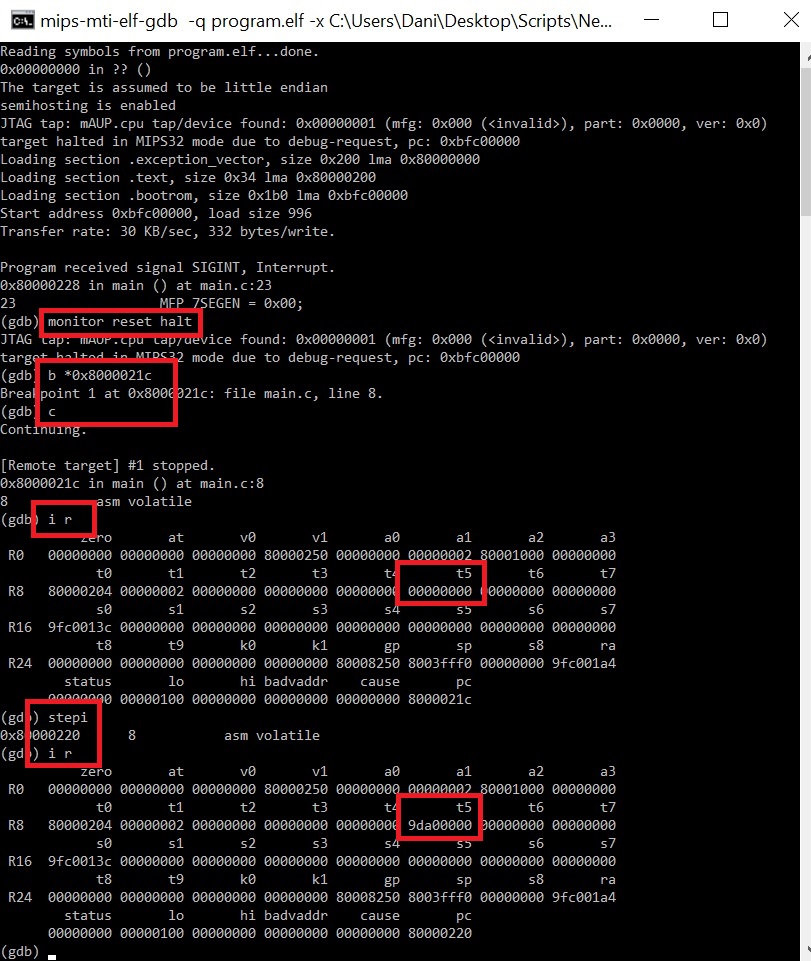 mips-mti-elf-gdb -q program.elf -x C:\Users\Dani\Desktop\Scripts\Ne...
Reading symbols from program.elf...done.
0x00000000 in ?? ()
The target is assumed to be little endian
semihosting is enabled
JTAG tap: mAUP.cpu tap/device found: 0x00000001 (mfg: 0x000 (<invalid>), part: 0x0000, ver: 0x0)
target halted in MIPS32 mode due to debug-request, pc: 0xbfc00000
Loading section .exception_vector, size 0x200 lma 0x80000000
Loading section .text, size 0x34 lma 0x80000200
Loading section .bootrom, size 0x1b0 lma 0xbfc00000
Start address 0xbfc00000, load size 996
Transfer rate: 30 KB/sec, 332 bytes/write.
Program received signal SIGINT, Interrupt.
0x80000228 in main () at main.c:23
23 MFP_7SEGEN = 0x00;
(gdb) monitor reset halt
JTAG tap: mAUP.cpu tap/device found: 0x00000001 (mfg: 0x000 (<invalid>), part: 0x0000, ver: 0x0)
target halted in MIPS32 mode due to debug-request, pc: 0xbfc00000
(gdb) b *0x8000021c
Breakpoint 1 at 0x8000021c: file main.c, line 8.
(gdb) c
Continuing.
[Remote target] #1 stopped.
0x8000021c in main () at main.c:8
8 asm volatile
(gdb) i r
zero at v0 v1 a0 a1 a2 a3
R0 00000000 00000000 00000000 80000250 00000000 00000002 80001000 00000000
t0 t1 t2 t3 t4 t5 t6 t7
R8 80000204 00000002 00000000 00000000 00000000 00000000 00000000 00000000
s0 s1 s2 s3 s4 s5 s6 s7
R16 9fc0013c 00000000 00000000 00000000 00000000 00000000 00000000 00000000
t8 t9 k0 k1 gp sp s8 ra
R24 00000000 00000000 00000000 00000000 80008250 8003fff0 00000000 9fc001a4
status lo hi badvaddr cause pc
00000000 00000100 00000000 00000000 00000000 8000021c
(gdb) stepi
0x80000220 8 asm volatile
(gdb) i r
zero at v0 v1 a0 a1 a2 a3
R0 00000000 00000000 00000000 80000250 00000000 00000002 80001000 00000000
t0 t1 t2 t3 t4 t5 t6 t7
R8 80000204 00000002 00000000 00000000 00000000 9da00000 00000000 00000000
s0 s1 s2 s3 s4 s5 s6 s7
R16 9fc0013c 00000000 00000000 00000000 00000000 00000000 00000000 00000000
t8 t9 k0 k1 gp sp s8 ra
R24 00000000 00000000 00000000 00000000 80008250 8003fff0 00000000 9fc001a4
status lo hi badvaddr cause pc
00000000 00000100 00000000 00000000 00000000 80000220
(gdb)